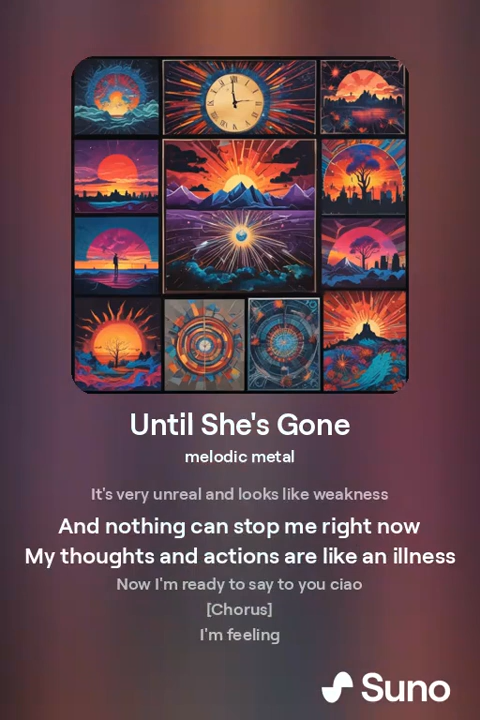 Until She's Gone
melodic metal
It's very unreal and looks like weakness
And nothing can stop me right now
My thoughts and actions are like an illness
Now I'm ready to say to you ciao
[Chorus]
I'm feeling
Suno